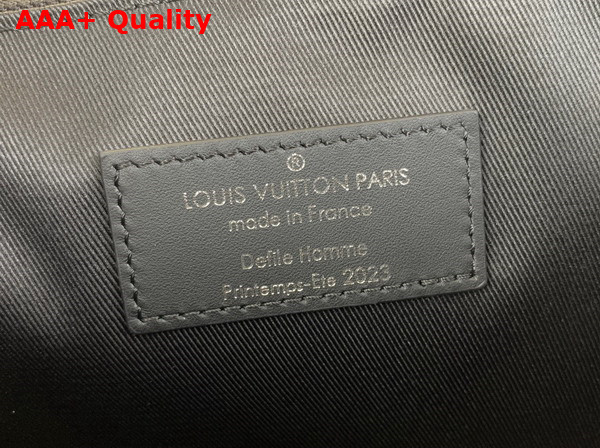 AAA+ Quality
®
LOUIS VUITTON PARIS
made in France
Defile Homme
Printemps-Ete 2023